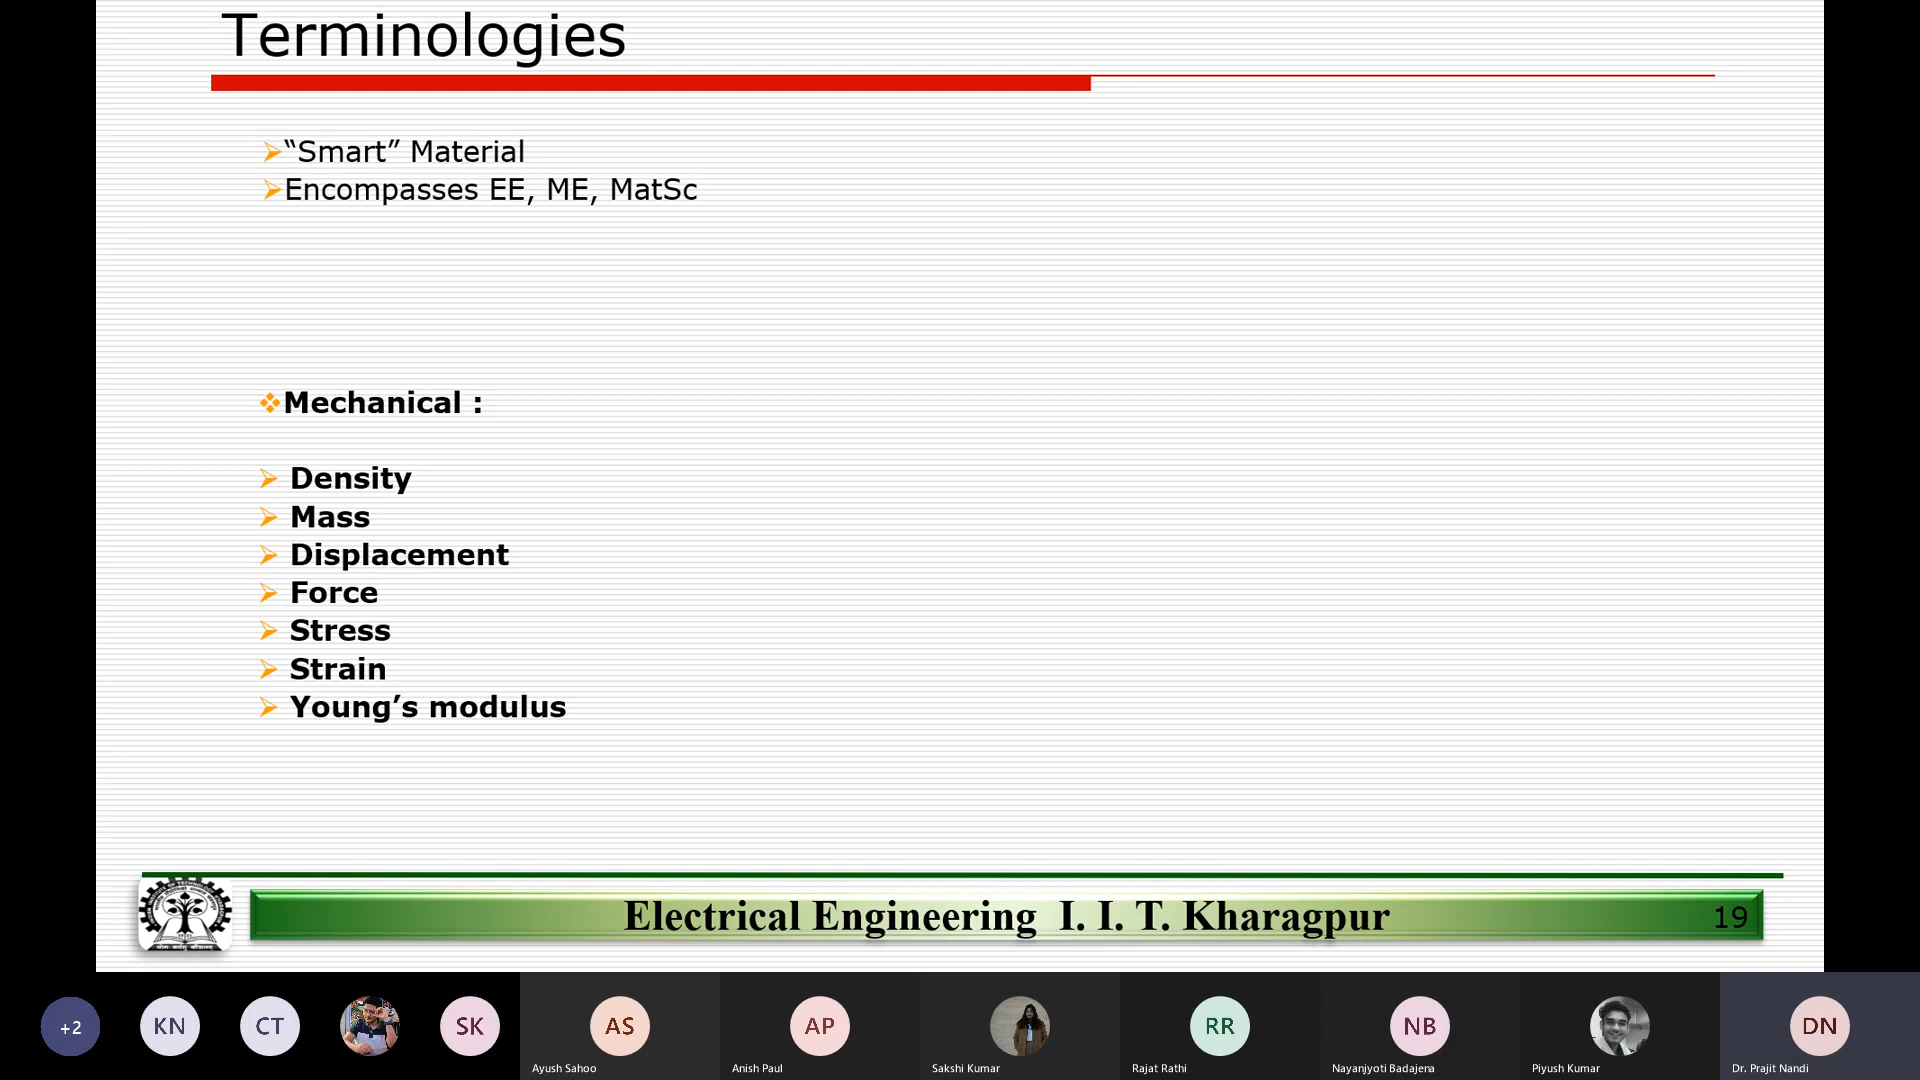 Terminologies
“Smart” Material
Encompasses EE, ME, MatSc
Mechanical :
Density
Mass
Displacement
Force
Stress
Strain
Young’s modulus
Electrical Engineering I. I. T. Kharagpur
19
+2
KN
CT
SK
AS
AP
RR
NB
DN
Ayush Sahoo
Anish Paul
Sakshi Kumar
Rajat Rathi
Nayanjyoti Badajena
Piyush Kumar
Dr. Prajit Nandi